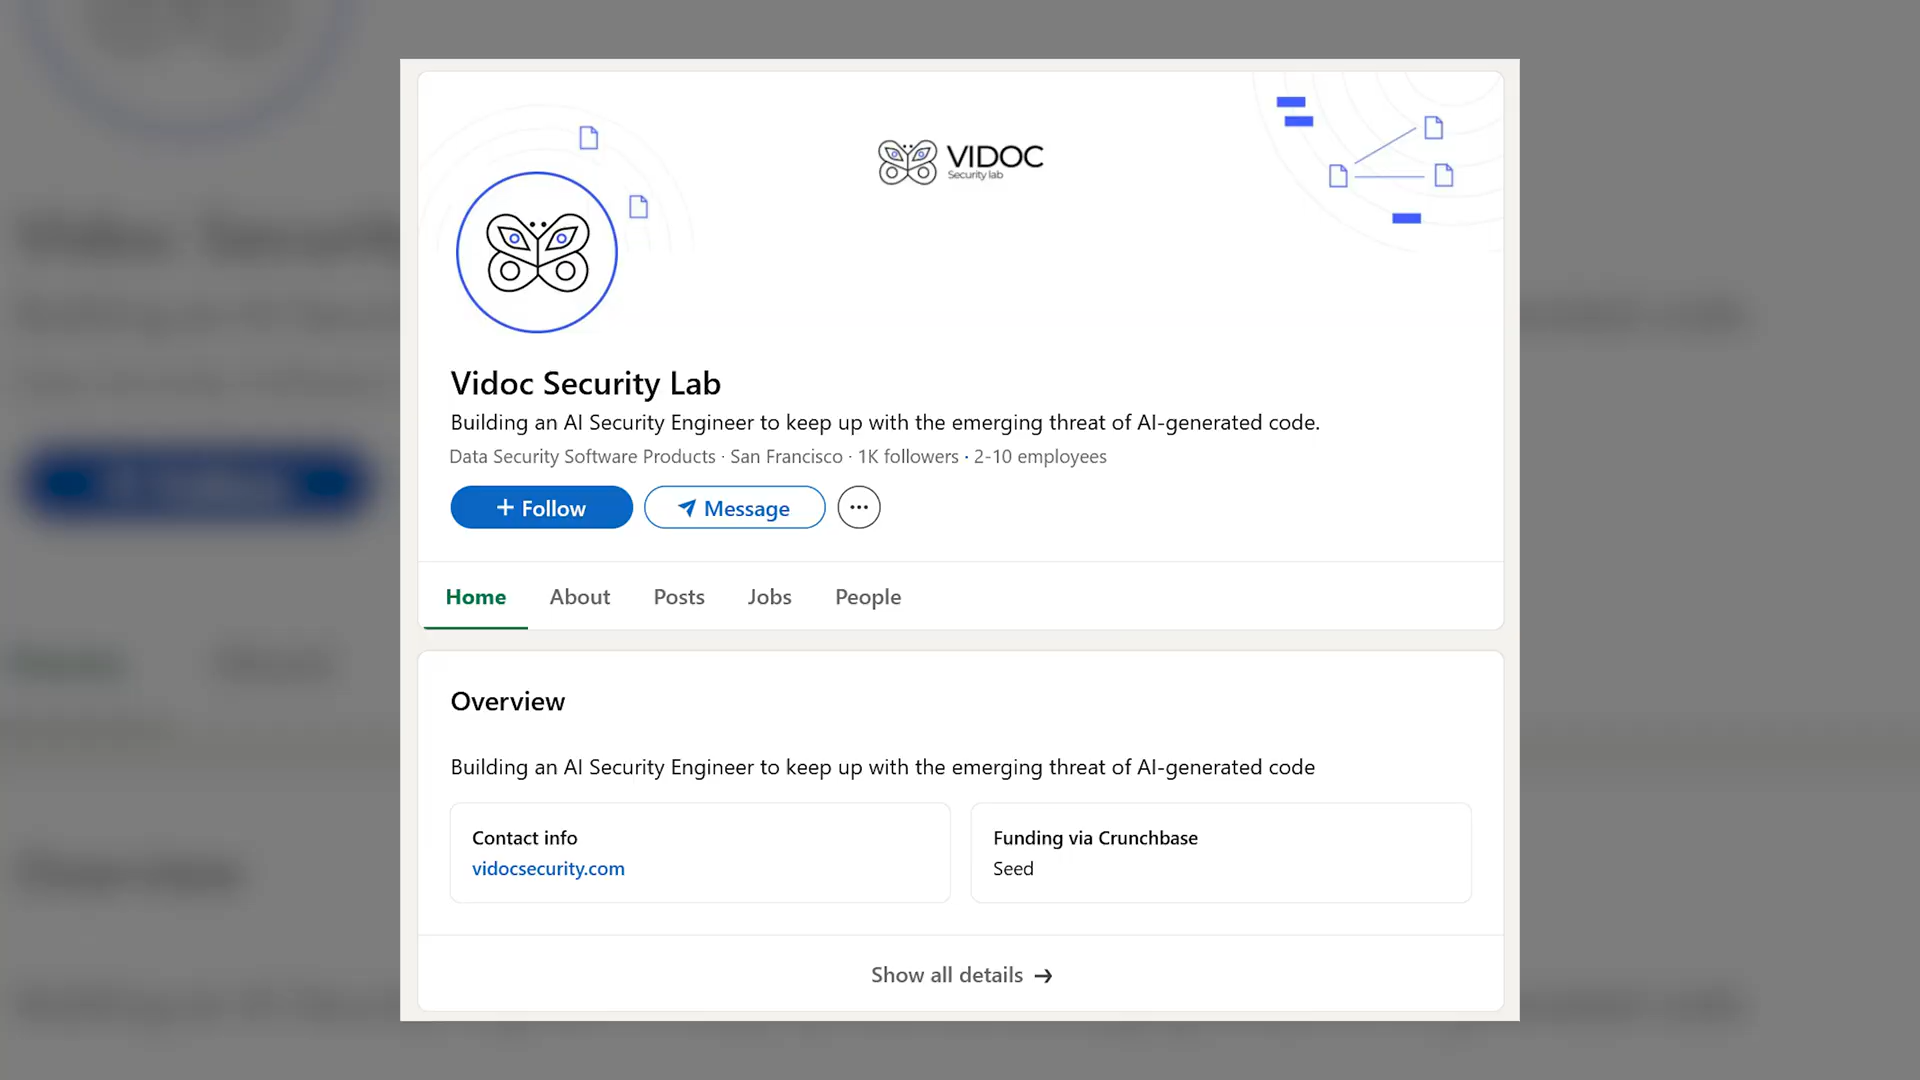 VIDOC
Security lab
Vidoc Security Lab
Building an AI Security Engineer to keep up with the emerging threat of AI-generated code.
Data Security Software Products · San Francisco · 1K followers · 2-10 employees
+ Follow
Message
Home
About
Posts
Jobs
People
Overview
Building an AI Security Engineer to keep up with the emerging threat of AI-generated code
Contact info
vidocsecurity.com
Funding via Crunchbase
Seed
Show all details →